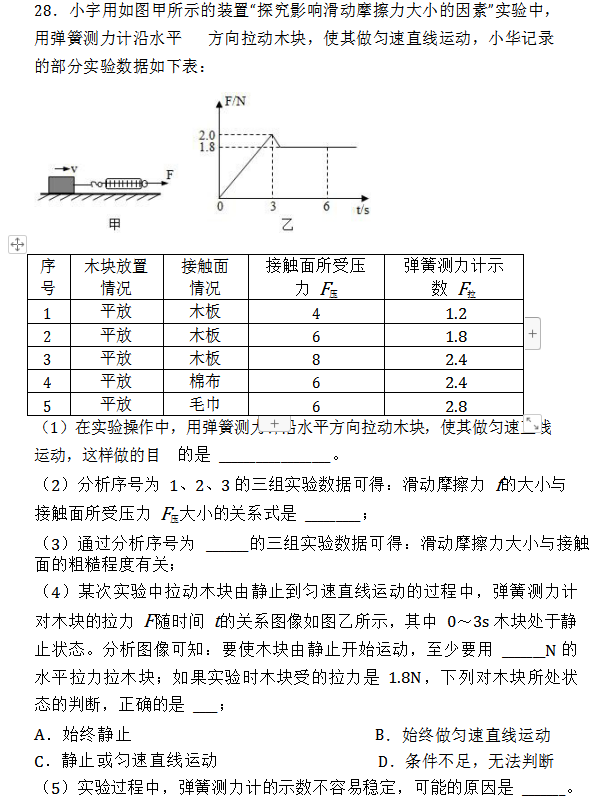 28．小宇用如图甲所示的装置“探究影响滑动摩擦力大小的因素”实验中，
用弹簧测力计沿水平 方向拉动木块，使其做匀速直线运动，小华记录
的部分实验数据如下表：
F/N
2.0
1.8
v
F
0 3 6 t/s
甲 乙
序号 木块放置情况 接触面情况 接触面所受压力 F压 弹簧测力计示数 F拉
1 平放 木板 4 1.2
2 平放 木板 6 1.8
3 平放 木板 8 2.4
4 平放 棉布 6 2.4
5 平放 毛巾 6 2.8
（1）在实验操作中，用弹簧测力计沿水平方向拉动木块，使其做匀速直线
运动，这样做的目 的是 ______________。
（2）分析序号为 1、2、3 的三组实验数据可得：滑动摩擦力 f的大小与
接触面所受压力 F压大小的关系式是 _______；
（3）通过分析序号为 _____的三组实验数据可得：滑动摩擦力大小与接触
面的粗糙程度有关；
（4）某次实验中拉动木块由静止到匀速直线运动的过程中，弹簧测力计
对木块的拉力 F随时间 t的关系图像如图乙所示，其中 0～3s 木块处于静
止状态。分析图像可知：要使木块由静止开始运动，至少要用 _____N 的
水平拉力拉木块；如果实验时木块受的拉力是 1.8N，下列对木块所处状
态的判断，正确的是 ___；
A．始终静止 B．始终做匀速直线运动
C．静止或匀速直线运动 D．条件不足，无法判断
（5）实验过程中，弹簧测力计的示数不容易稳定，可能的原因是 _____。